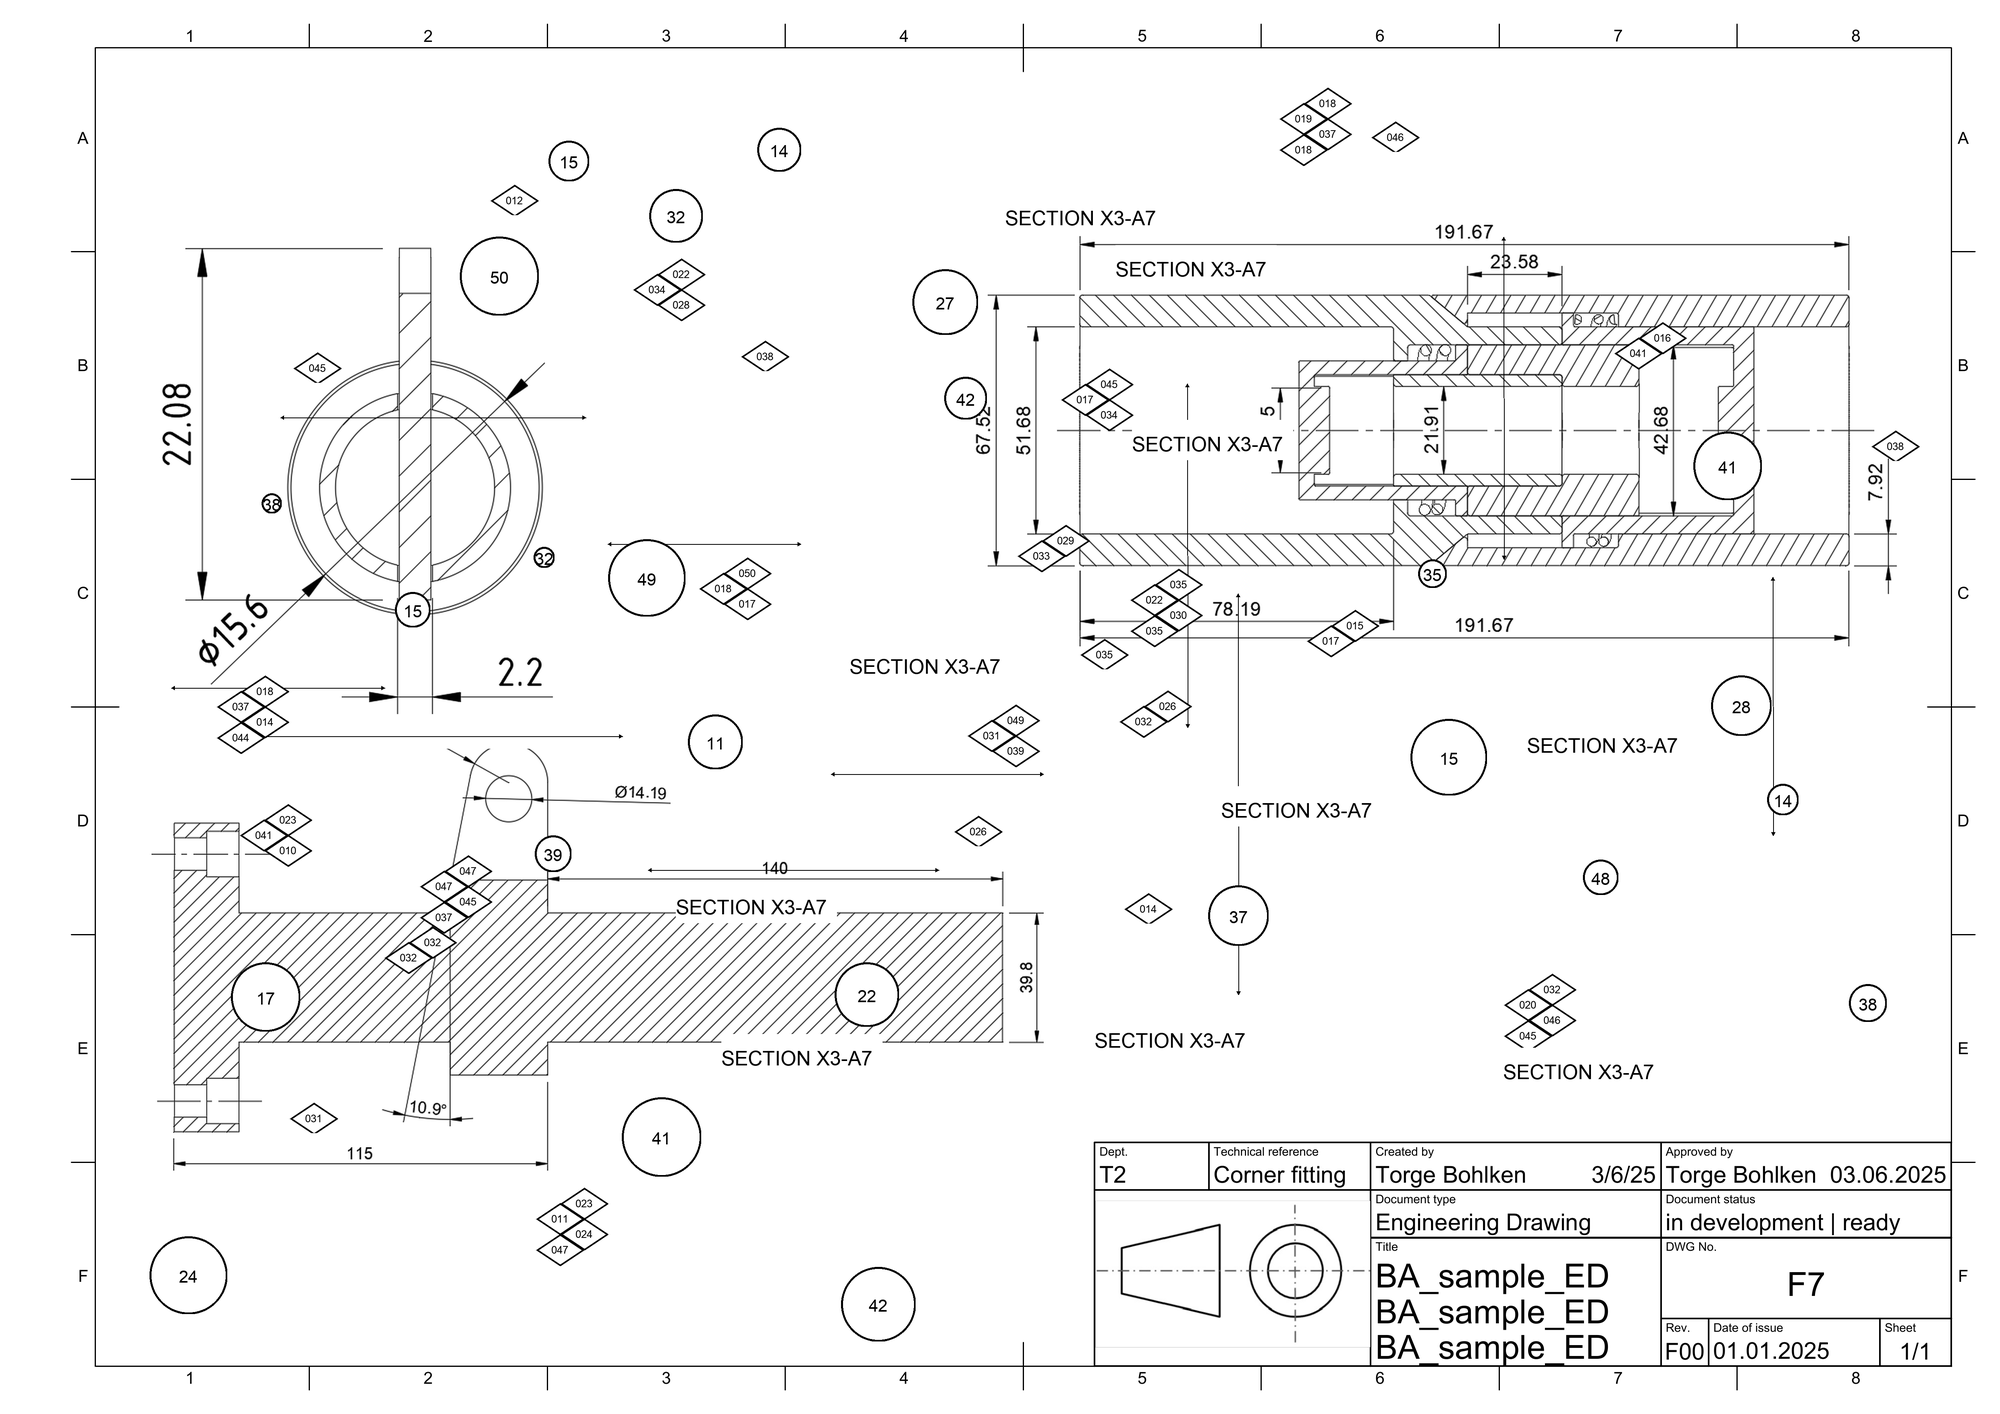 1 2 3 4 5 6 7 8
A
A
018
019
037
018
046
14
15
012
32
SECTION X3-A7
191.67
SECTION X3-A7
23.58
50
022
034
028
27
016
041
038
045
B
B
22.08
42
045
017
034
67.52
51.68
5
21.91
42.68
SECTION X3-A7
038
41
7.92
38
32
029
033
49
050
018
017
35
C
C
15
Ø15.6
035
022
030
035
78.19
015
017
191.67
035
SECTION X3-A7
2.2
018
037
014
044
026
032
049
031
039
28
11
SECTION X3-A7
15
Ø14.19
14
SECTION X3-A7
D
D
023
041
010
026
39
140
047
047
045
037
48
SECTION X3-A7
014
37
032
032
39.8
17
22
032
020
046
045
38
SECTION X3-A7
E
E
SECTION X3-A7
SECTION X3-A7
10.9°
031
41
115
023
011
024
047
24
42
F
F
Dept.
T2
Technical reference
Corner fitting
Created by
Torge Bohlken 3/6/25
Approved by
Torge Bohlken 03.06.2025
Document type
Engineering Drawing
Document status
in development | ready
Title
BA_sample_ED
BA_sample_ED
BA_sample_ED
DWG No.
F7
Rev.
F00
Date of issue
01.01.2025
Sheet
1/1
1 2 3 4 5 6 7 8